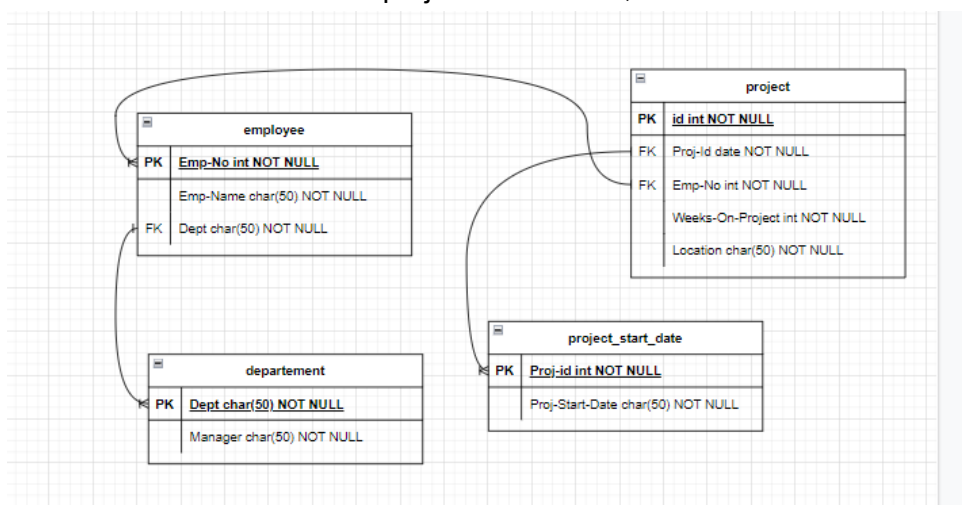 employee
PK Emp-No int NOT NULL
Emp-Name char(50) NOT NULL
FK Dept char(50) NOT NULL
project
PK id int NOT NULL
FK Proj-Id date NOT NULL
FK Emp-No int NOT NULL
Weeks-On-Project int NOT NULL
Location char(50) NOT NULL
departement
PK Dept char(50) NOT NULL
Manager char(50) NOT NULL
project_start_date
PK Proj-id int NOT NULL
Proj-Start-Date char(50) NOT NULL